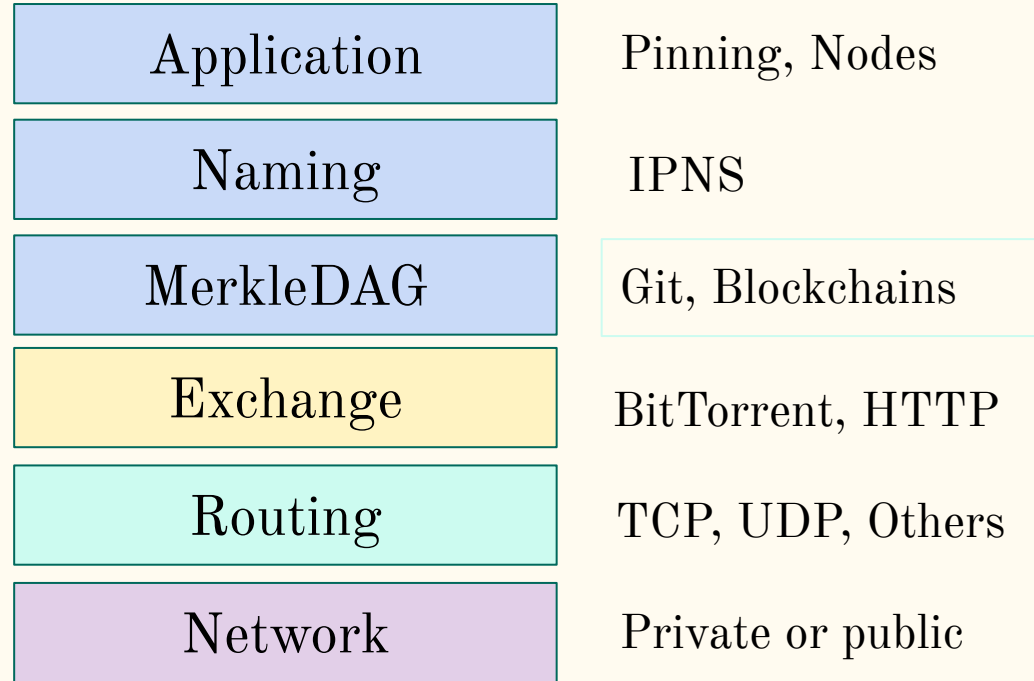 Application Pinning, Nodes
Naming IPNS
MerkleDAG Git, Blockchains
Exchange BitTorrent, HTTP
Routing TCP, UDP, Others
Network Private or public